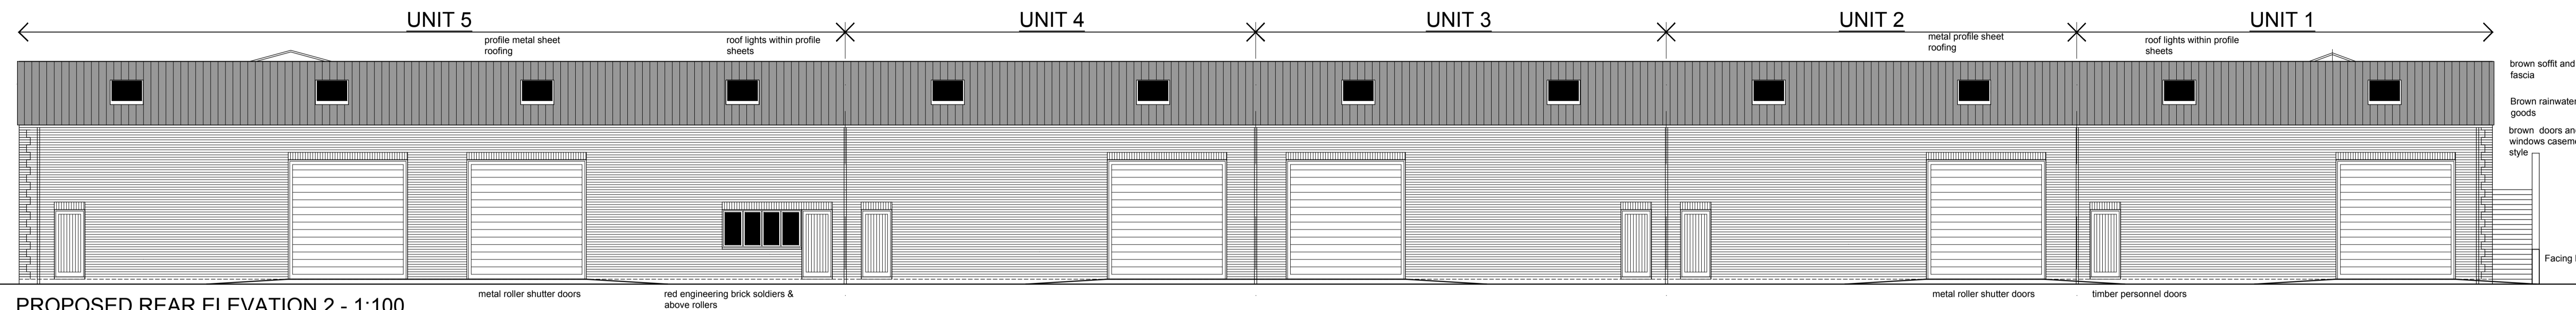 UNIT 5
UNIT 4
UNIT 3
UNIT 2
UNIT 1
profile metal sheet
roofing
roof lights within profile
sheets
metal profile sheet
roofing
roof lights within profile
sheets
brown soffit and
fascia
Brown rainwater
goods
brown doors an
windows casem
style
Facing
metal roller shutter doors
red engineering brick soldiers &
above rollers
metal roller shutter doors
timber personnel doors
PROPOSED REAR ELEVATION 2 - 1:100